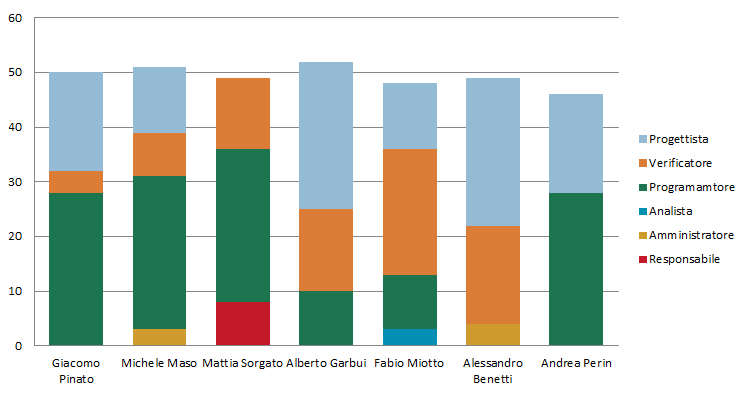 60
50
40
30
20
10
0
Giacomo
Pinato
Michele Maso
Mattia Sorgato
Alberto Garbui
Fabio Miotto
Alessandro
Benetti
Andrea Perin
Progettista
Verificatore
Programamtore
Analista
Amministratore
Responsabile